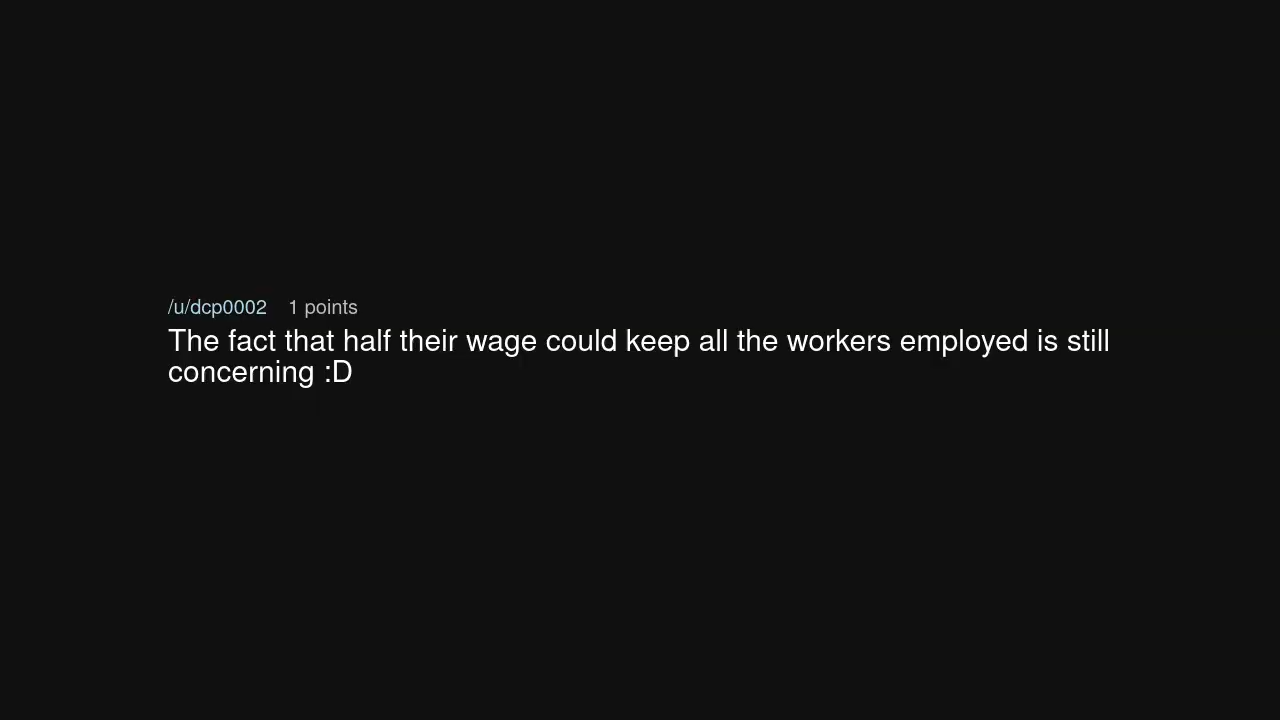 /u/dcp0002 1 points
The fact that half their wage could keep all the workers employed is still
concerning :D